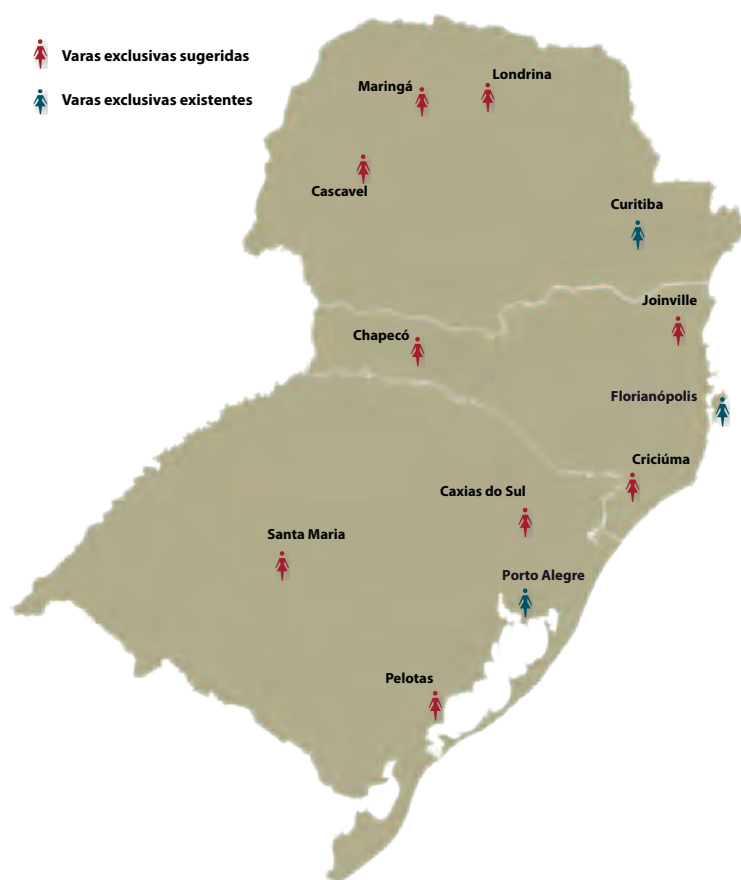 Varas exclusivas sugeridas
Varas exclusivas existentes
Londrina
Maringá
Cascavel
Curitiba
Joinville
Chapecó
Florianópolis
Criciúma
Caxias do Sul
Santa Maria
Porto Alegre
Pelotas